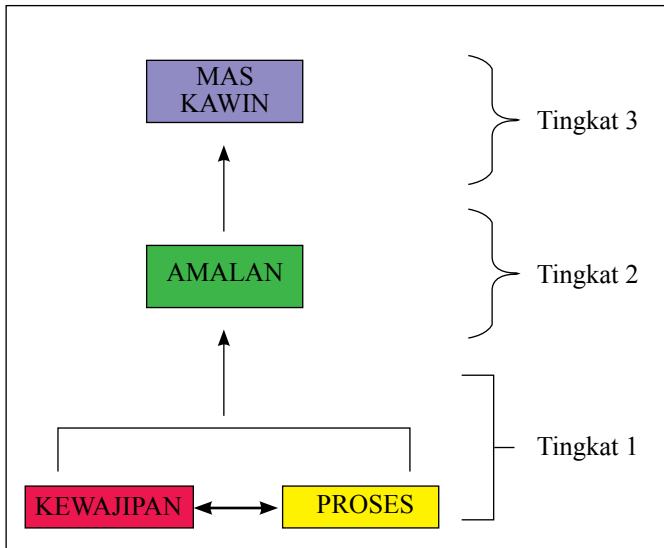 MAS
KAWIN
Tingkat 3
AMALAN
Tingkat 2
Tingkat 1
KEWAJIPAN
PROSES